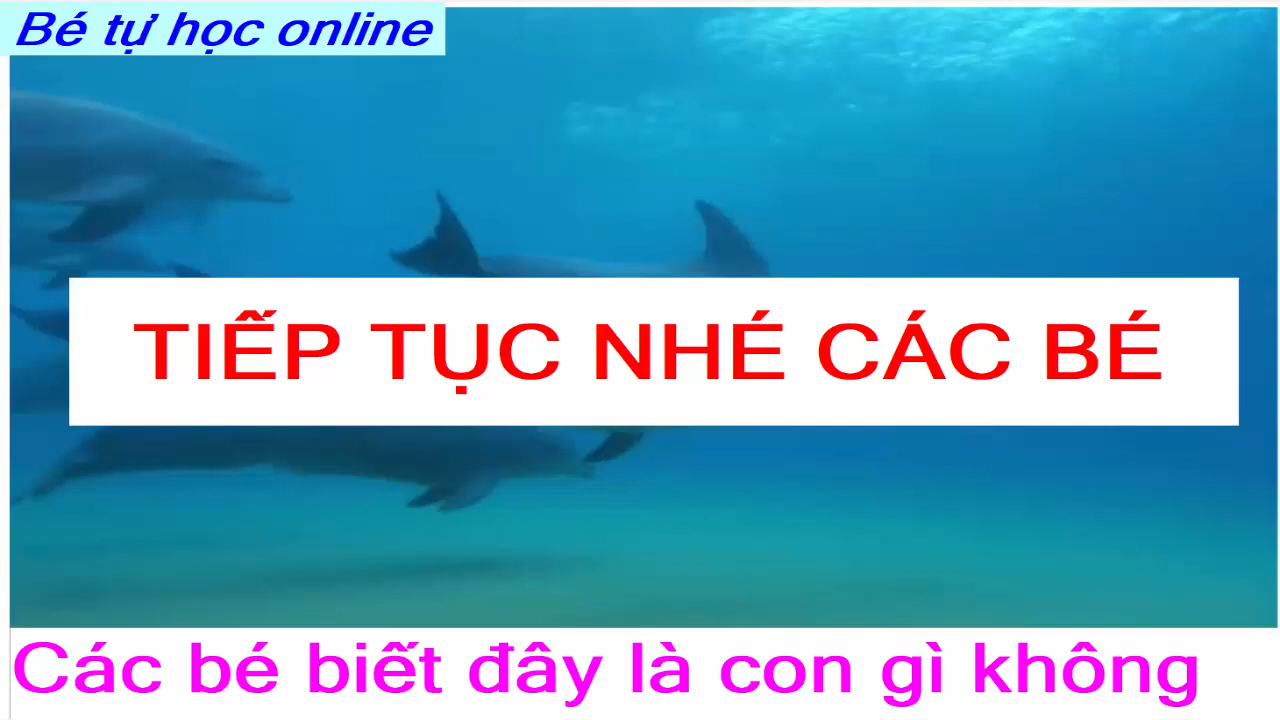 Bé tự học online
TIẾP TỤC NHÉ CÁC BÉ
Các bé biết đây là con gì không